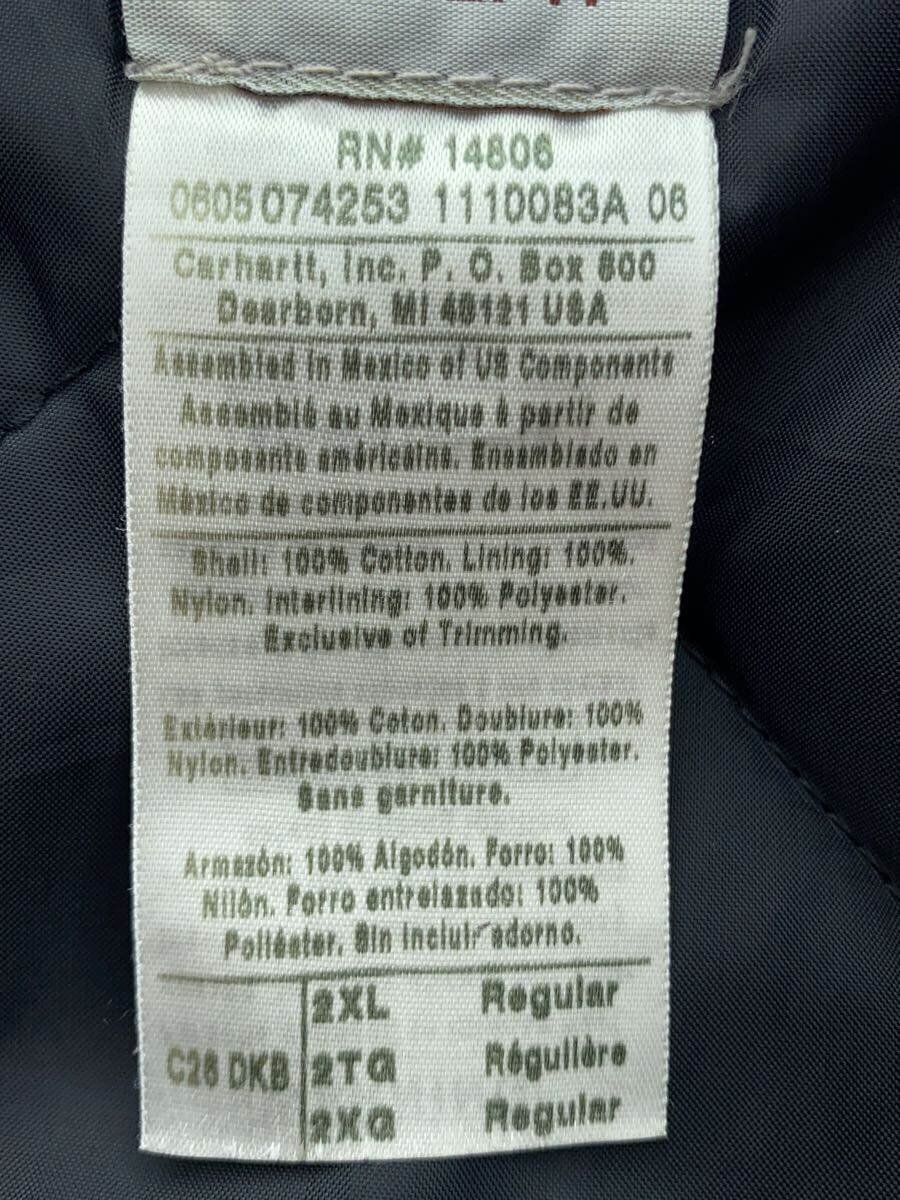 RN# 14806
0605074253 1110083A 06
Carhartt, Inc. P. O. Box 600
Dearborn, MI 48121 USA
Assembled in Mexico of US Components
Assemblé au Mexique à partir de
composants américains. Ensamblado en
México de componentes de los EE.UU.
Shell: 100% Cotton. Lining: 100%
Nylon. Interlining: 100% Polyester.
Exclusive of Trimming.
Extérieur: 100% Coton. Doublure: 100%
Nylon. Entredoublure: 100% Polyester.
Sans garniture.
Armazón: 100% Algodón. Forro: 100%
Nilón. Forro entrelazado: 100%
Poliéster. Sin incluir adorno.
2XL Regular
C26 DKB 2TG Régulière
2XG Regular